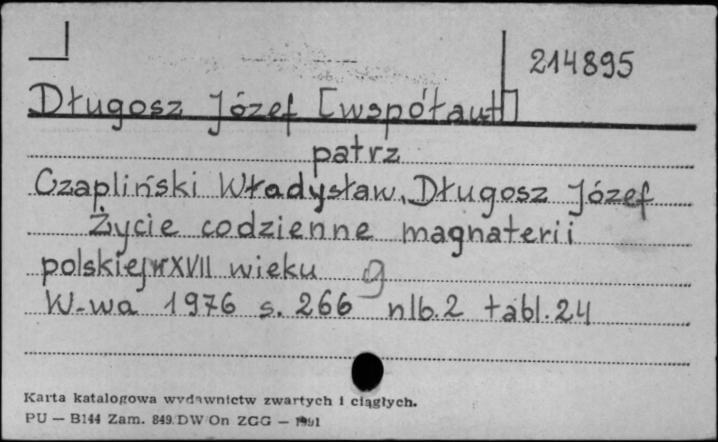 214895
Długosz Józef [współaut]
patrz
Czapliński Władysław, Długosz Józef
Życie codzienne magnaterii
polskiej w XVII wieku g
W-wa 1976 s. 266 nlb. 2 tabl. 24
Karta katalogowa wydawnictw zwartych i ciągłych.
PU — B144 Zam. 849/DW/On ZGG — 1991